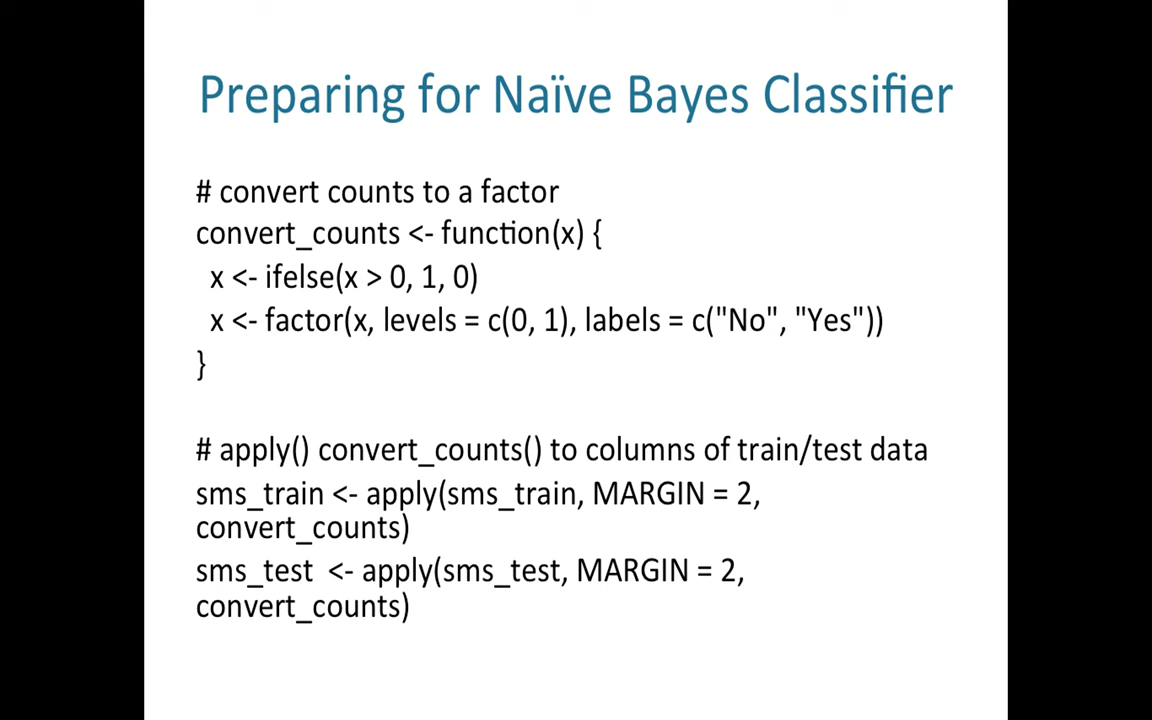 Preparing for Naïve Bayes Classifier
# convert counts to a factor
convert_counts <- function(x) {
x <- ifelse(x > 0, 1, 0)
x <- factor(x, levels = c(0, 1), labels = c("No", "Yes"))
}
# apply() convert_counts() to columns of train/test data
sms_train <- apply(sms_train, MARGIN = 2,
convert_counts)
sms_test <- apply(sms_test, MARGIN = 2,
convert_counts)